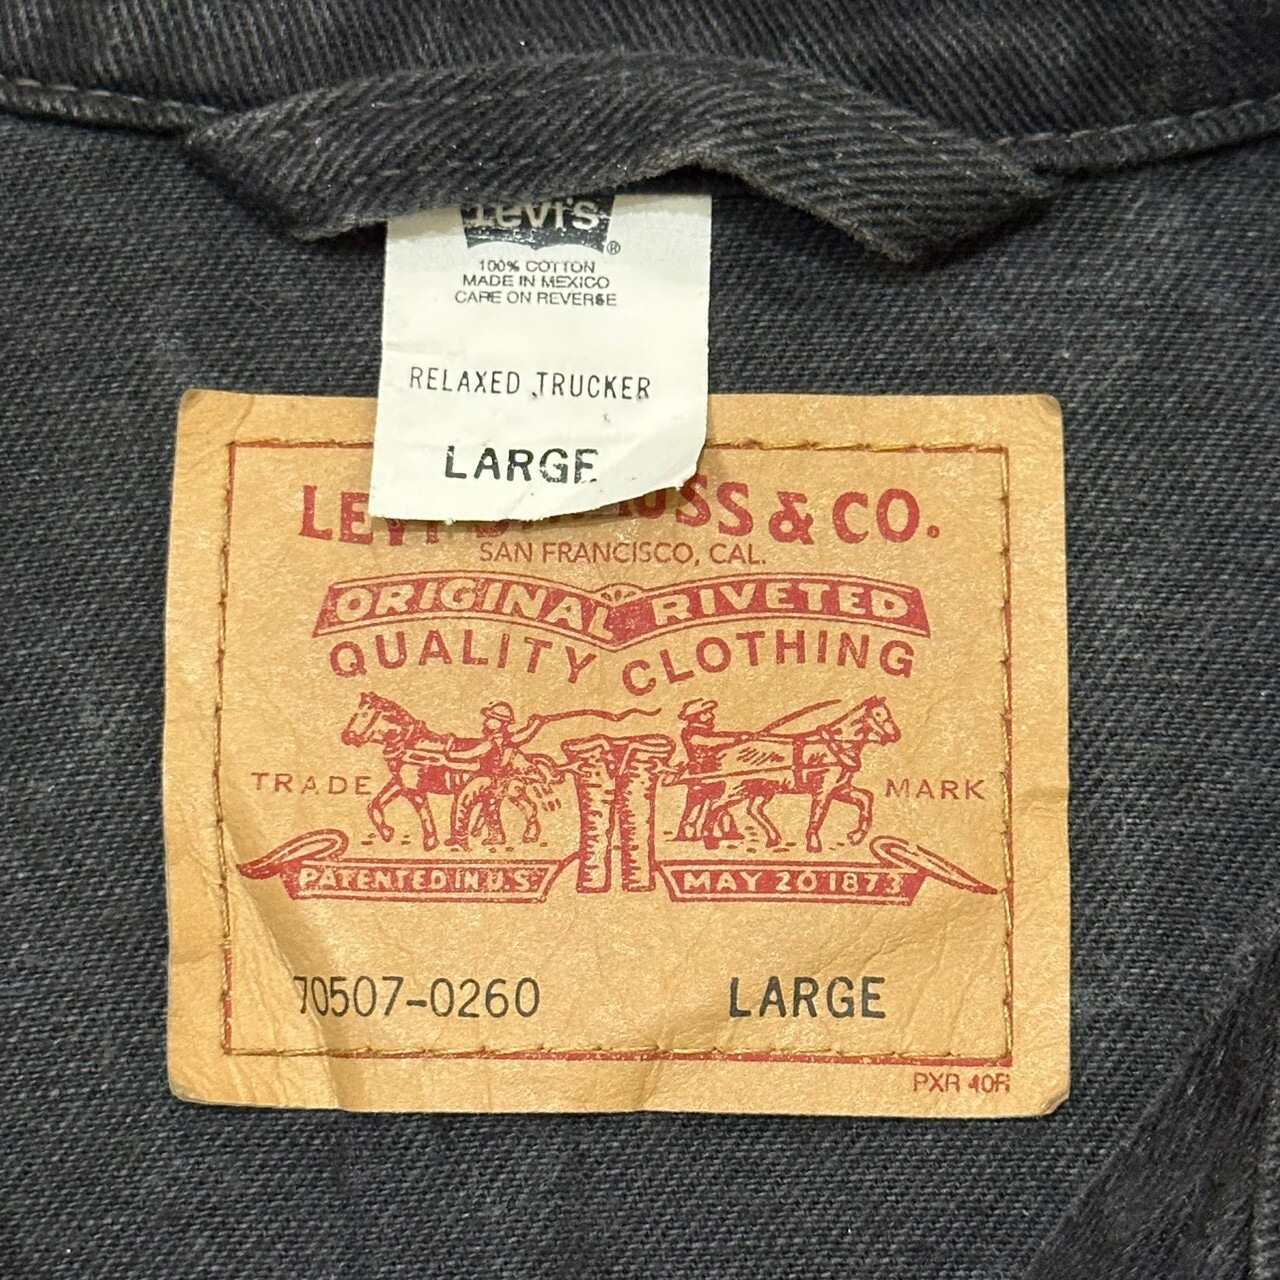 Levi's ®
100% COTTON
MADE IN MEXICO
CARE ON REVERSE
RELAXED TRUCKER
LARGE
& CO.
SAN FRANCISCO, CAL.
ORIGINAL RIVETED
QUALITY CLOTHING
TRADE MARK
PATENTED IN U.S. MAY 20 1873
70507-0260 LARGE
PXR 40R